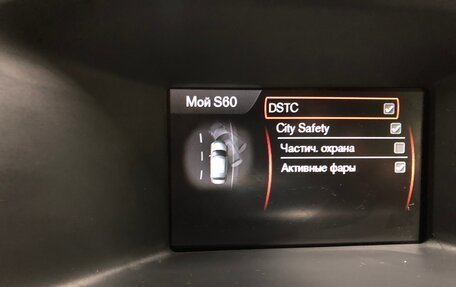 Мой S60
DSTC
City Safety
Частич. охрана
Активные фары